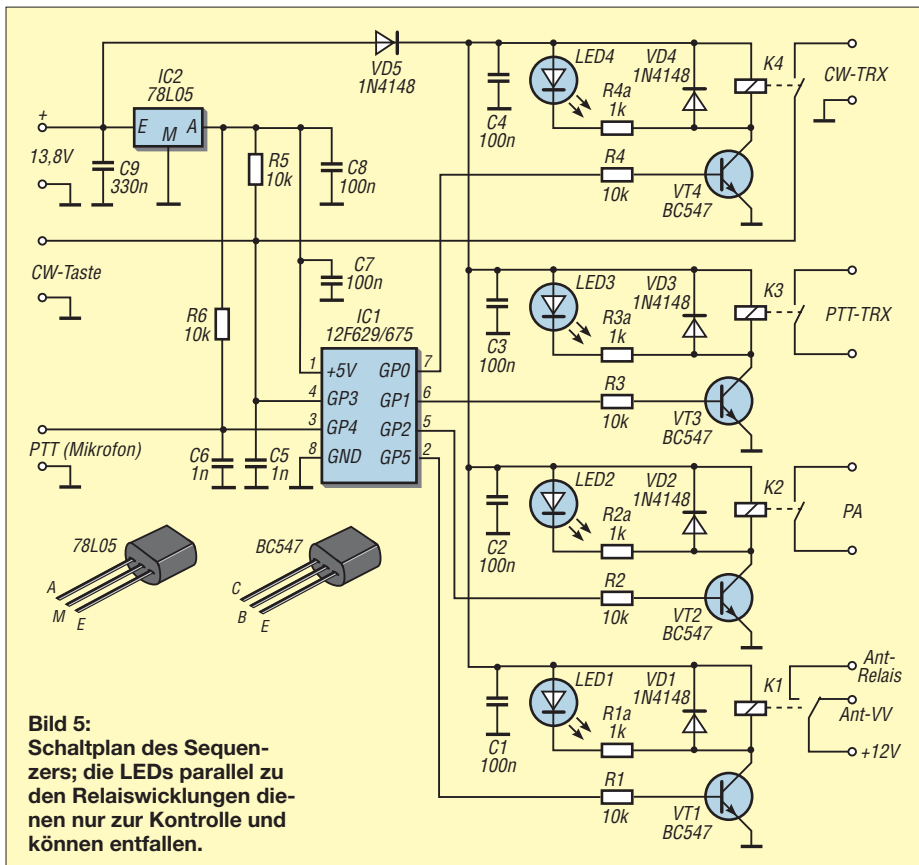 IC2
78L05
VD5
1N4148
LED4
VD4
1N4148
K4
CW-TRX
C4
100n
R4a
1k
+
13,8V
E
M
A
C9
330n
R5
10k
C8
100n
R4
10k
VT4
BC547
CW-Taste
C7
100n
R6
10k
IC1
12F629/675
LED3
VD3
1N4148
K3
PTT-TRX
C3
100n
R3a
1k
1
+5V
GP0
7
4
GP3
GP1
6
3
GP4
GP2
5
8
GND
GP5
2
R3
10k
VT3
BC547
PTT (Mikrofon)
C6
1n
C5
1n
LED2
VD2
1N4148
K2
PA
C2
100n
R2a
1k
R2
10k
VT2
BC547
78L05
A
M
E
BC547
C
B
E
LED1
VD1
1N4148
K1
Ant-
Relais
Ant-VV
+12V
C1
100n
R1a
1k
R1
10k
VT1
BC547
Bild 5:
Schaltplan des Sequen-
zers; die LEDs parallel zu
den Relaiswicklungen die-
nen nur zur Kontrolle und
können entfallen.